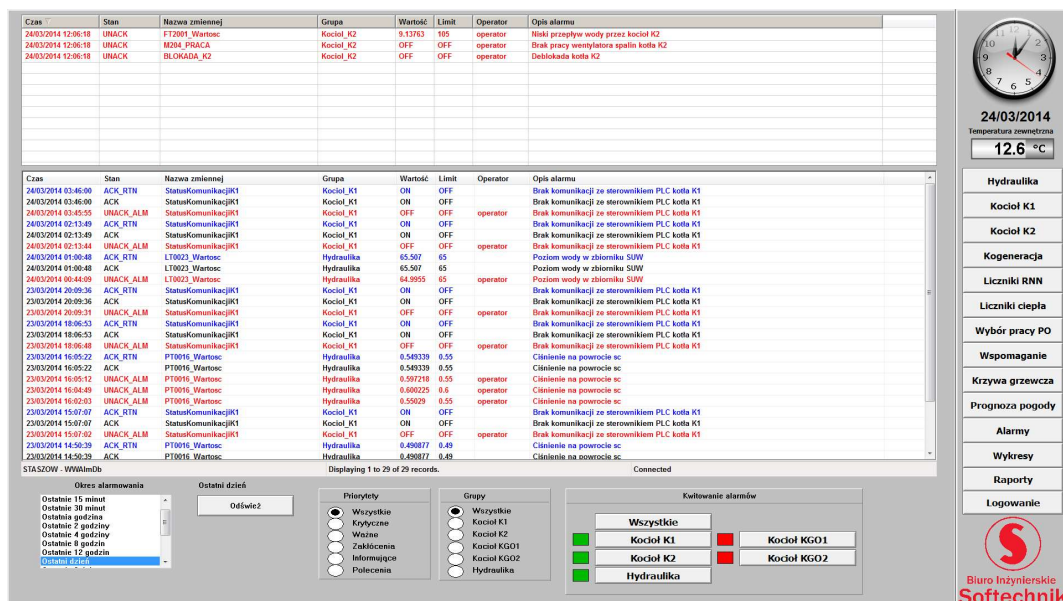 Czas Stan Nazwa zmiennej Grupa Wartość Limit Operator Opis alarmu
24/03/2014 12:06:18 UNACK FT2001_Wartosc Kociol_K2 9.13763 105 operator Niski przepływ wody przez kocioł K2
24/03/2014 12:06:18 UNACK M204_PRACA Kociol_K2 OFF OFF operator Brak pracy wentylatora spalin kotła K2
24/03/2014 12:06:18 UNACK BLOKADA_K2 Kociol_K2 OFF OFF operator Deblokada kotła K2
Czas Stan Nazwa zmiennej Grupa Wartość Limit Operator Opis alarmu
24/03/2014 03:46:00 ACK_RTN StatusKomunikacjiK1 Kociol_K1 ON OFF Brak komunikacji ze sterownikiem PLC kotła K1
24/03/2014 03:46:00 ACK StatusKomunikacjiK1 Kociol_K1 ON OFF Brak komunikacji ze sterownikiem PLC kotła K1
24/03/2014 03:45:55 UNACK_ALM StatusKomunikacjiK1 Kociol_K1 OFF OFF operator Brak komunikacji ze sterownikiem PLC kotła K1
24/03/2014 02:13:49 ACK_RTN StatusKomunikacjiK1 Kociol_K1 ON OFF Brak komunikacji ze sterownikiem PLC kotła K1
24/03/2014 02:13:49 ACK StatusKomunikacjiK1 Kociol_K1 ON OFF Brak komunikacji ze sterownikiem PLC kotła K1
24/03/2014 02:13:44 UNACK_ALM StatusKomunikacjiK1 Kociol_K1 OFF OFF operator Brak komunikacji ze sterownikiem PLC kotła K1
24/03/2014 01:00:48 ACK_RTN LT0023_Wartosc Hydraulika 65.507 65 Poziom wody w zbiorniku SUW
24/03/2014 01:00:48 ACK LT0023_Wartosc Hydraulika 65.507 65 Poziom wody w zbiorniku SUW
24/03/2014 00:44:09 UNACK_ALM LT0023_Wartosc Hydraulika 64.9955 65 operator Poziom wody w zbiorniku SUW
23/03/2014 20:09:36 ACK_RTN StatusKomunikacjiK1 Kociol_K1 ON OFF Brak komunikacji ze sterownikiem PLC kotła K1
23/03/2014 20:09:36 ACK StatusKomunikacjiK1 Kociol_K1 ON OFF Brak komunikacji ze sterownikiem PLC kotła K1
23/03/2014 20:09:31 UNACK_ALM StatusKomunikacjiK1 Kociol_K1 OFF OFF operator Brak komunikacji ze sterownikiem PLC kotła K1
23/03/2014 18:06:53 ACK_RTN StatusKomunikacjiK1 Kociol_K1 ON OFF Brak komunikacji ze sterownikiem PLC kotła K1
23/03/2014 18:06:53 ACK StatusKomunikacjiK1 Kociol_K1 ON OFF Brak komunikacji ze sterownikiem PLC kotła K1
23/03/2014 18:06:48 UNACK_ALM StatusKomunikacjiK1 Kociol_K1 OFF OFF operator Brak komunikacji ze sterownikiem PLC kotła K1
23/03/2014 16:05:22 ACK_RTN PT0016_Wartosc Hydraulika 0.549339 0.55 Ciśnienie na powrocie sc
23/03/2014 16:05:22 ACK PT0016_Wartosc Hydraulika 0.549339 0.55 Ciśnienie na powrocie sc
23/03/2014 16:05:12 UNACK_ALM PT0016_Wartosc Hydraulika 0.597218 0.55 operator Ciśnienie na powrocie sc
23/03/2014 16:04:49 UNACK_ALM PT0016_Wartosc Hydraulika 0.600225 0.6 operator Ciśnienie na powrocie sc
23/03/2014 16:02:03 UNACK_ALM PT0016_Wartosc Hydraulika 0.55029 0.55 operator Ciśnienie na powrocie sc
23/03/2014 15:07:07 ACK_RTN StatusKomunikacjiK1 Kociol_K1 ON OFF Brak komunikacji ze sterownikiem PLC kotła K1
23/03/2014 15:07:07 ACK StatusKomunikacjiK1 Kociol_K1 ON OFF Brak komunikacji ze sterownikiem PLC kotła K1
23/03/2014 15:07:02 UNACK_ALM StatusKomunikacjiK1 Kociol_K1 OFF OFF operator Brak komunikacji ze sterownikiem PLC kotła K1
23/03/2014 14:50:39 ACK_RTN PT0016_Wartosc Hydraulika 0.490877 0.49 Ciśnienie na powrocie sc
23/03/2014 14:50:39 ACK PT0016_Wartosc Hydraulika 0.490877 0.49 Ciśnienie na powrocie sc
STASZOW - WWAlmDb Displaying 1 to 29 of 29 records. Connected
Okres alarmowania
Ostatnie 15 minut
Ostatnie 30 minut
Ostatnia godzina
Ostatnie 2 godziny
Ostatnie 4 godziny
Ostatnie 8 godzin
Ostatnie 12 godzin
Ostatni dzień
Ostatni dzień
Odśwież
Priorytety
Wszystkie
Krytyczne
Ważne
Zakłócenia
Informujące
Polecenia
Grupy
Wszystkie
Kocioł K1
Kocioł K2
Kocioł KGO1
Kocioł KGO2
Hydraulika
Kwitowanie alarmów
Wszystkie
Kocioł K1 Kocioł KGO1
Kocioł K2 Kocioł KGO2
Hydraulika
12
1
2
3
4
5
6
7
8
9
10
11
24/03/2014
Temperatura zewnętrzna
12.6 °C
Hydraulika
Kocioł K1
Kocioł K2
Kogeneracja
Liczniki RNN
Liczniki ciepła
Wybór pracy PO
Wspomaganie
Krzywa grzewcza
Prognoza pogody
Alarmy
Wykresy
Raporty
Logowanie
S
Biuro Inżynierskie
Softechnik